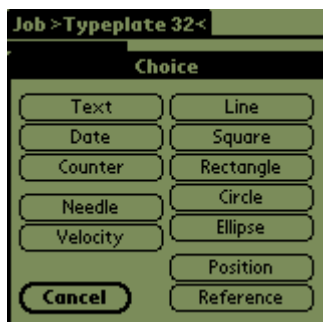 Job >Typeplate 32<
Choice
Text
Line
Date
Square
Counter
Rectangle
Circle
Needle
Ellipse
Velocity
Position
Cancel
Reference